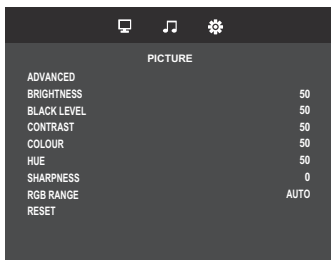 PICTURE
ADVANCED
BRIGHTNESS 50
BLACK LEVEL 50
CONTRAST 50
COLOUR 50
HUE 50
SHARPNESS 0
RGB RANGE AUTO
RESET